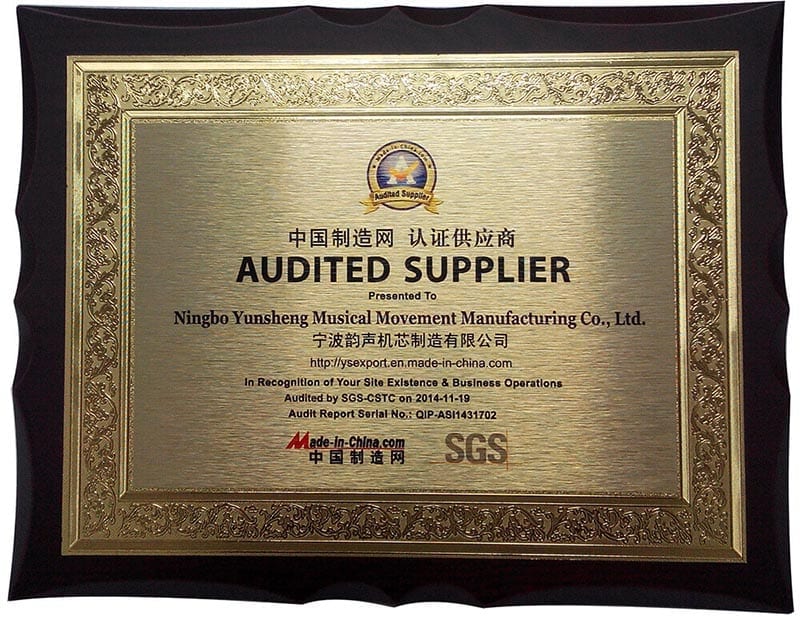 Made-in-China.com
Audited Supplier
中国制造网 认证供应商
AUDITED SUPPLIER
Presented To
Ningbo Yunsheng Musical Movement Manufacturing Co., Ltd.
宁波韵声机芯制造有限公司
http://ysexport.en.made-in-china.com
In Recognition of Your Site Existence & Business Operations
Audited by SGS-CSTC on 2014-11-19
Audit Report Serial No.: QIP-ASI1431702
Made-in-China.com
中国制造网
SGS